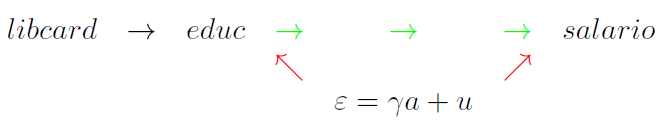 libcard → educ → → → salario
ε = γa + u